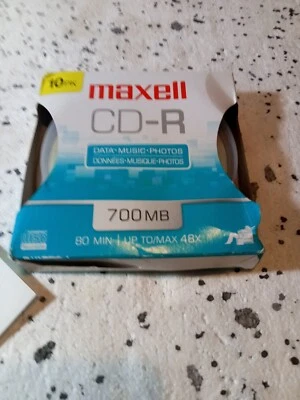 10PK
maxell
CD-R
DATA•MUSIC•PHOTOS
DONNÉES•MUSIQUE•PHOTOS
700MB
80 MIN | UP TO/MAX 48X